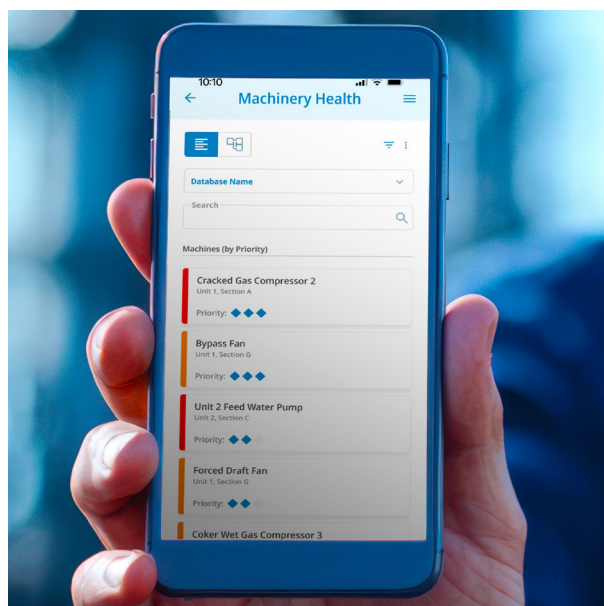 10:10
Machinery Health
Database Name
Search
Machines (by Priority)
Cracked Gas Compressor 2
Unit 1, Section A
Priority:
Bypass Fan
Unit 1, Section G
Priority:
Unit 2 Feed Water Pump
Unit 2, Section C
Priority:
Forced Draft Fan
Unit 1, Section G
Priority:
Coker Wet Gas Compressor 3